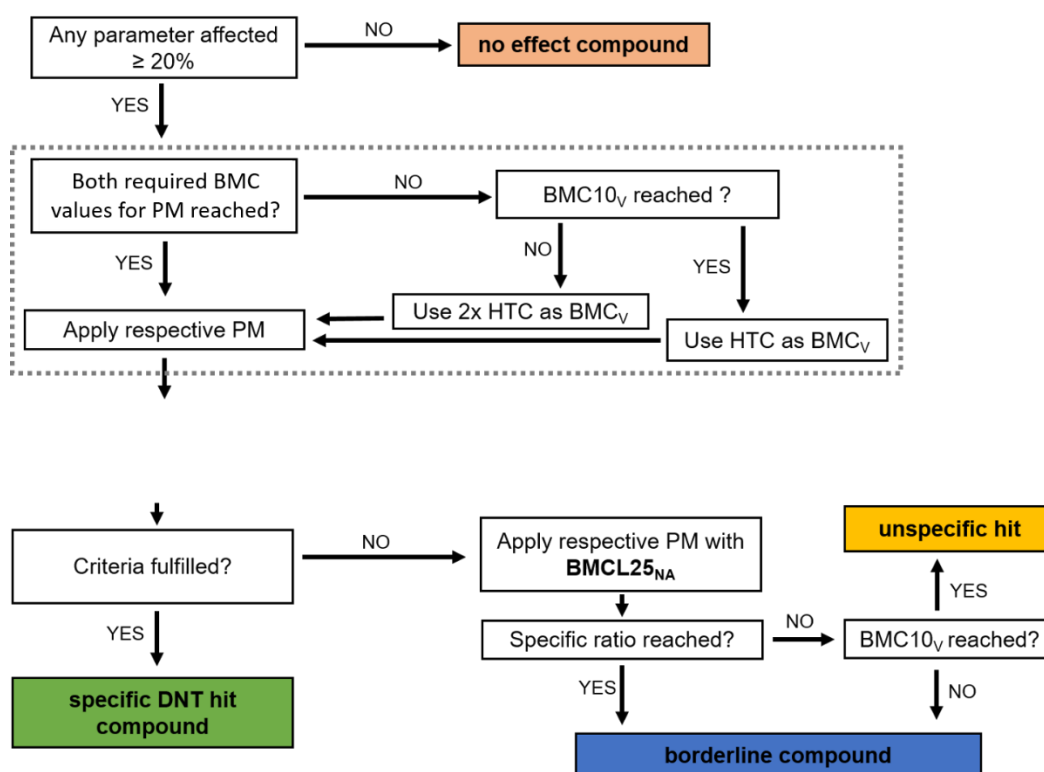 Any parameter affected
≥ 20%
NO
no effect compound
YES
Both required BMC
values for PM reached?
NO
BMC10V reached ?
YES
NO
YES
Apply respective PM
Use 2x HTC as BMCV
Use HTC as BMCV
Criteria fulfilled?
NO
Apply respective PM with
BMCL25NA
unspecific hit
YES
YES
Specific ratio reached?
NO
BMC10V reached?
specific DNT hit
compound
YES
NO
borderline compound